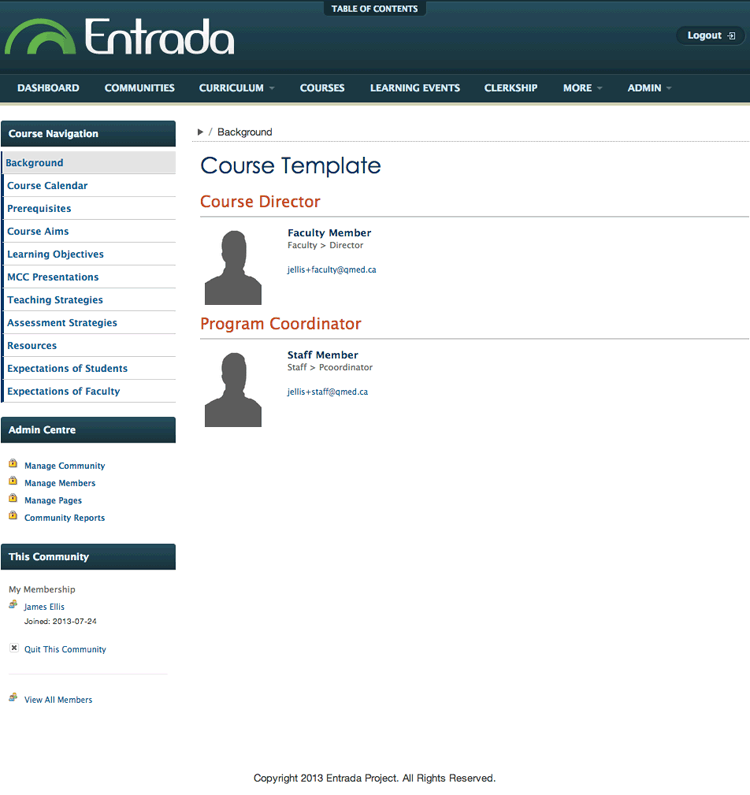 TABLE OF CONTENTS
Entrada
Logout
DASHBOARD COMMUNITIES CURRICULUM COURSES LEARNING EVENTS CLERKSHIP MORE ADMIN
Course Navigation
Background
Course Calendar
Prerequisites
Course Aims
Learning Objectives
MCC Presentations
Teaching Strategies
Assessment Strategies
Resources
Expectations of Students
Expectations of Faculty
Admin Centre
Manage Community
Manage Members
Manage Pages
Community Reports
This Community
My Membership
James Ellis
Joined: 2013-07-24
Quit This Community
View All Members
/ Background
Course Template
Course Director
Faculty Member
Faculty > Director
jellis+faculty@qmed.ca
Program Coordinator
Staff Member
Staff > Pcoordinator
jellis+staff@qmed.ca
Copyright 2013 Entrada Project. All Rights Reserved.